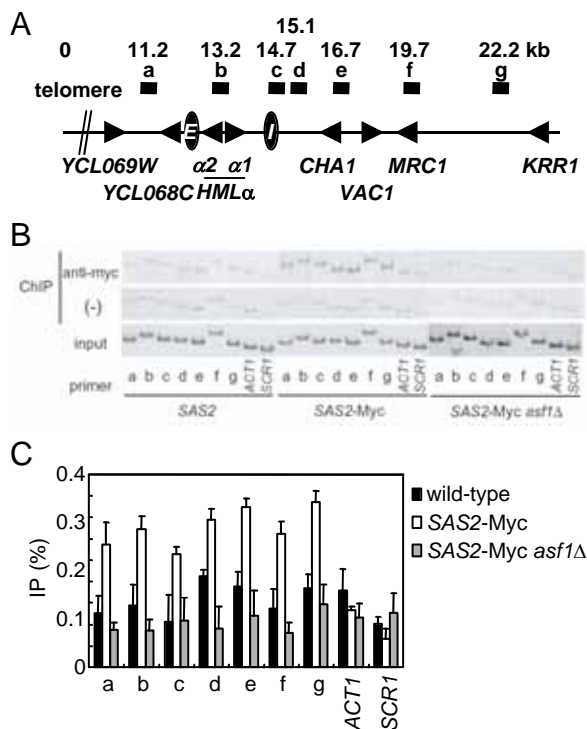 A
15.1
0 11.2 13.2 14.7 16.7 19.7 22.2 kb
a b c d e f g
telomere
E I
α2 α1 CHA1 MRC1 KRR1
YCL069W
YCL068C HMLα VAC1
B
ChIP
anti-myc
(-)
input
primer a b c d e f g ACT1 SCR1 a b c d e f g ACT1 SCR1 a b c d e f g ACT1 SCR1
SAS2 SAS2-Myc SAS2-Myc asf1Δ
C
0.4
0.3
0.2
0.1
0
IP (%)
wild-type
SAS2-Myc
SAS2-Myc asf1Δ
a b c d e f g ACT1 SCR1